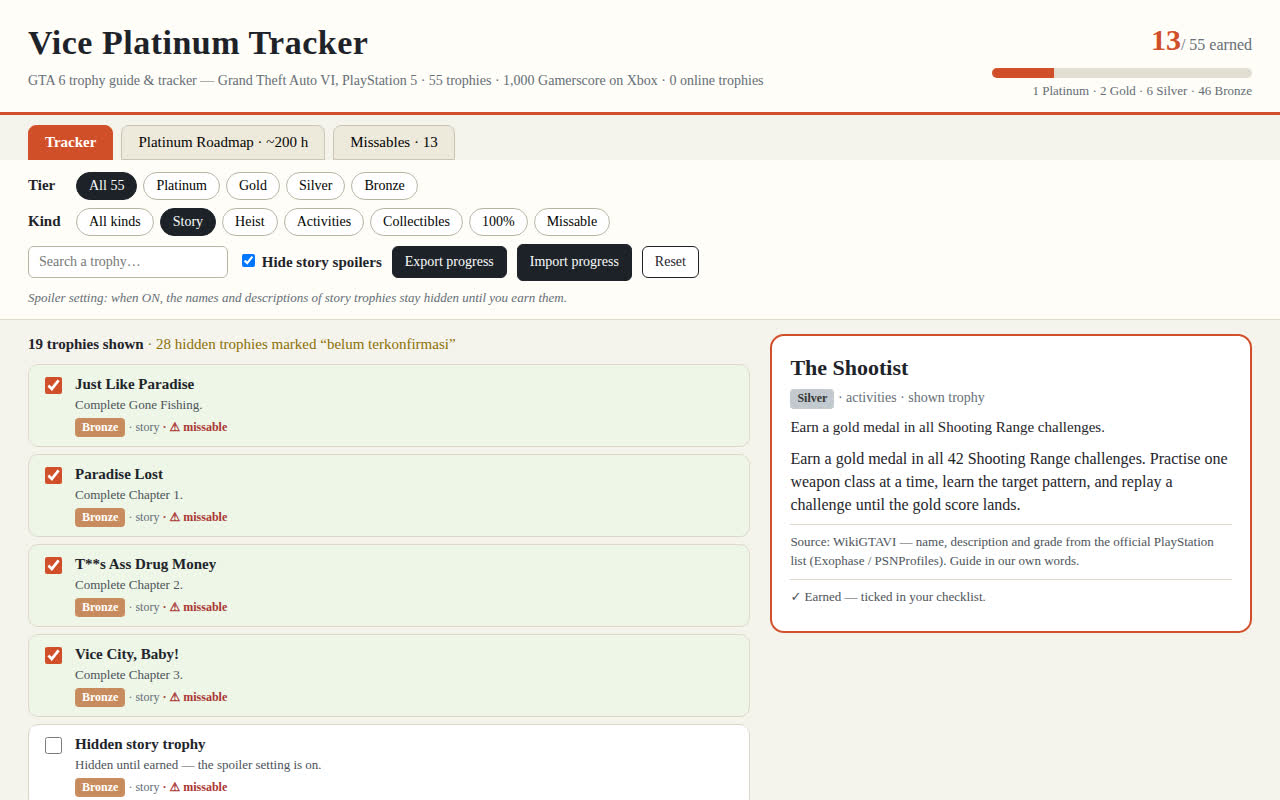 Vice Platinum Tracker
GTA 6 trophy guide & tracker — Grand Theft Auto VI, PlayStation 5 · 55 trophies · 1,000 Gamerscore on Xbox · 0 online trophies
13/ 55 earned
1 Platinum · 2 Gold · 6 Silver · 46 Bronze
Tracker
Platinum Roadmap · ~200 h
Missables · 13
Tier All 55 Platinum Gold Silver Bronze
Kind All kinds Story Heist Activities Collectibles 100% Missable
Search a trophy… Hide story spoilers Export progress Import progress Reset
Spoiler setting: when ON, the names and descriptions of story trophies stay hidden until you earn them.
19 trophies shown · 28 hidden trophies marked “belum terkonfirmasi”
Just Like Paradise
Complete Gone Fishing.
Bronze · story · ⚠ missable
Paradise Lost
Complete Chapter 1.
Bronze · story · ⚠ missable
T**s Ass Drug Money
Complete Chapter 2.
Bronze · story · ⚠ missable
Vice City, Baby!
Complete Chapter 3.
Bronze · story · ⚠ missable
Hidden story trophy
Hidden until earned — the spoiler setting is on.
Bronze · story · ⚠ missable
The Shootist
Silver · activities · shown trophy
Earn a gold medal in all Shooting Range challenges.
Earn a gold medal in all 42 Shooting Range challenges. Practise one
weapon class at a time, learn the target pattern, and replay a
challenge until the gold score lands.
Source: WikiGTAVI — name, description and grade from the official PlayStation
list (Exophase / PSNProfiles). Guide in our own words.
✓ Earned — ticked in your checklist.